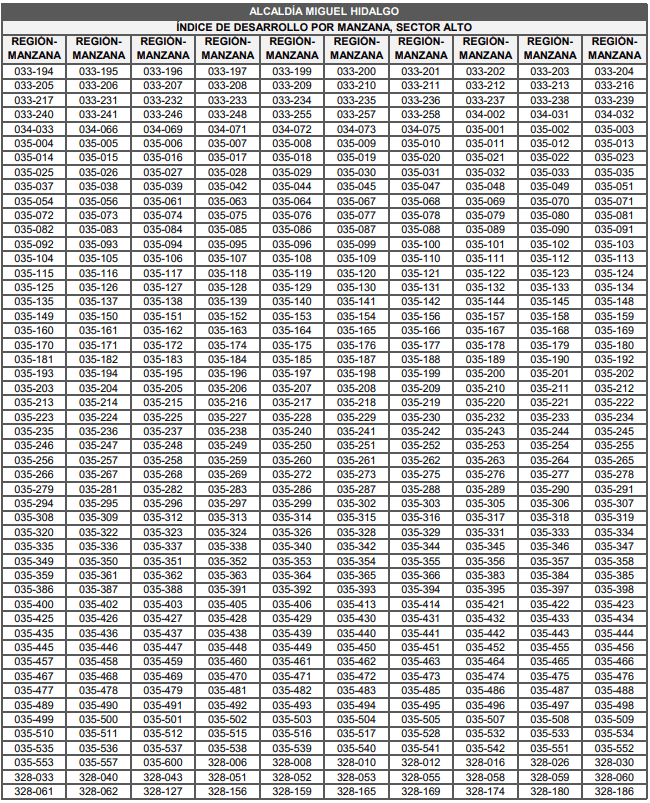 ALCALDÍA MIGUEL HIDALGO
ÍNDICE DE DESARROLLO POR MANZANA, SECTOR ALTO
REGIÓN- REGIÓN- REGIÓN- REGIÓN- REGIÓN- REGIÓN- REGIÓN- REGIÓN- REGIÓN- REGIÓN-
MANZANA MANZANA MANZANA MANZANA MANZANA MANZANA MANZANA MANZANA MANZANA MANZANA
033-194 033-195 033-196 033-197 033-199 033-200 033-201 033-202 033-203 033-204
033-205 033-206 033-207 033-208 033-209 033-210 033-211 033-212 033-213 033-216
033-217 033-231 033-232 033-233 033-234 033-235 033-236 033-237 033-238 033-239
033-240 033-241 033-246 033-248 033-255 033-257 033-258 034-002 034-031 034-032
034-033 034-066 034-069 034-071 034-072 034-073 034-075 035-001 035-002 035-003
035-004 035-005 035-006 035-007 035-008 035-009 035-010 035-011 035-012 035-013
035-014 035-015 035-016 035-017 035-018 035-019 035-020 035-021 035-022 035-023
035-025 035-026 035-027 035-028 035-029 035-030 035-031 035-032 035-033 035-035
035-037 035-038 035-039 035-042 035-044 035-045 035-047 035-048 035-049 035-051
035-054 035-056 035-061 035-063 035-064 035-067 035-068 035-069 035-070 035-071
035-072 035-073 035-074 035-075 035-076 035-077 035-078 035-079 035-080 035-081
035-082 035-083 035-084 035-085 035-086 035-087 035-088 035-089 035-090 035-091
035-092 035-093 035-094 035-095 035-096 035-099 035-100 035-101 035-102 035-103
035-104 035-105 035-106 035-107 035-108 035-109 035-110 035-111 035-112 035-113
035-115 035-116 035-117 035-118 035-119 035-120 035-121 035-122 035-123 035-124
035-125 035-126 035-127 035-128 035-129 035-130 035-131 035-132 035-133 035-134
035-135 035-137 035-138 035-139 035-140 035-141 035-142 035-144 035-145 035-148
035-149 035-150 035-151 035-152 035-153 035-154 035-156 035-157 035-158 035-159
035-160 035-161 035-162 035-163 035-164 035-165 035-166 035-167 035-168 035-169
035-170 035-171 035-172 035-174 035-175 035-176 035-177 035-178 035-179 035-180
035-181 035-182 035-183 035-184 035-185 035-187 035-188 035-189 035-190 035-192
035-193 035-194 035-195 035-196 035-197 035-198 035-199 035-200 035-201 035-202
035-203 035-204 035-205 035-206 035-207 035-208 035-209 035-210 035-211 035-212
035-213 035-214 035-215 035-216 035-217 035-218 035-219 035-220 035-221 035-222
035-223 035-224 035-225 035-227 035-228 035-229 035-230 035-232 035-233 035-234
035-235 035-236 035-237 035-238 035-240 035-241 035-242 035-243 035-244 035-245
035-246 035-247 035-248 035-249 035-250 035-251 035-252 035-253 035-254 035-255
035-256 035-257 035-258 035-259 035-260 035-261 035-262 035-263 035-264 035-265
035-266 035-267 035-268 035-269 035-272 035-273 035-275 035-276 035-277 035-278
035-279 035-281 035-282 035-283 035-286 035-287 035-288 035-289 035-290 035-291
035-294 035-295 035-296 035-297 035-299 035-302 035-303 035-305 035-306 035-307
035-308 035-309 035-312 035-313 035-314 035-315 035-316 035-317 035-318 035-319
035-320 035-322 035-323 035-324 035-326 035-328 035-329 035-331 035-333 035-334
035-335 035-336 035-337 035-338 035-340 035-342 035-344 035-345 035-346 035-347
035-349 035-350 035-351 035-352 035-353 035-354 035-355 035-356 035-357 035-358
035-359 035-361 035-362 035-363 035-364 035-365 035-366 035-383 035-384 035-385
035-386 035-387 035-388 035-391 035-392 035-393 035-394 035-395 035-397 035-398
035-400 035-402 035-403 035-405 035-406 035-413 035-414 035-421 035-422 035-423
035-425 035-426 035-427 035-428 035-429 035-430 035-431 035-432 035-433 035-434
035-435 035-436 035-437 035-438 035-439 035-440 035-441 035-442 035-443 035-444
035-445 035-446 035-447 035-448 035-449 035-450 035-451 035-452 035-455 035-456
035-457 035-458 035-459 035-460 035-461 035-462 035-463 035-464 035-465 035-466
035-467 035-468 035-469 035-470 035-471 035-472 035-473 035-474 035-475 035-476
035-477 035-478 035-479 035-481 035-482 035-483 035-485 035-486 035-487 035-488
035-489 035-490 035-491 035-492 035-493 035-494 035-495 035-496 035-497 035-498
035-499 035-500 035-501 035-502 035-503 035-504 035-505 035-507 035-508 035-509
035-510 035-511 035-512 035-515 035-516 035-517 035-528 035-532 035-533 035-534
035-535 035-536 035-537 035-538 035-539 035-540 035-541 035-542 035-551 035-552
035-553 035-557 035-600 328-006 328-008 328-010 328-012 328-016 328-026 328-030
328-033 328-040 328-043 328-051 328-052 328-053 328-055 328-058 328-059 328-060
328-061 328-062 328-127 328-156 328-159 328-165 328-169 328-174 328-180 328-186